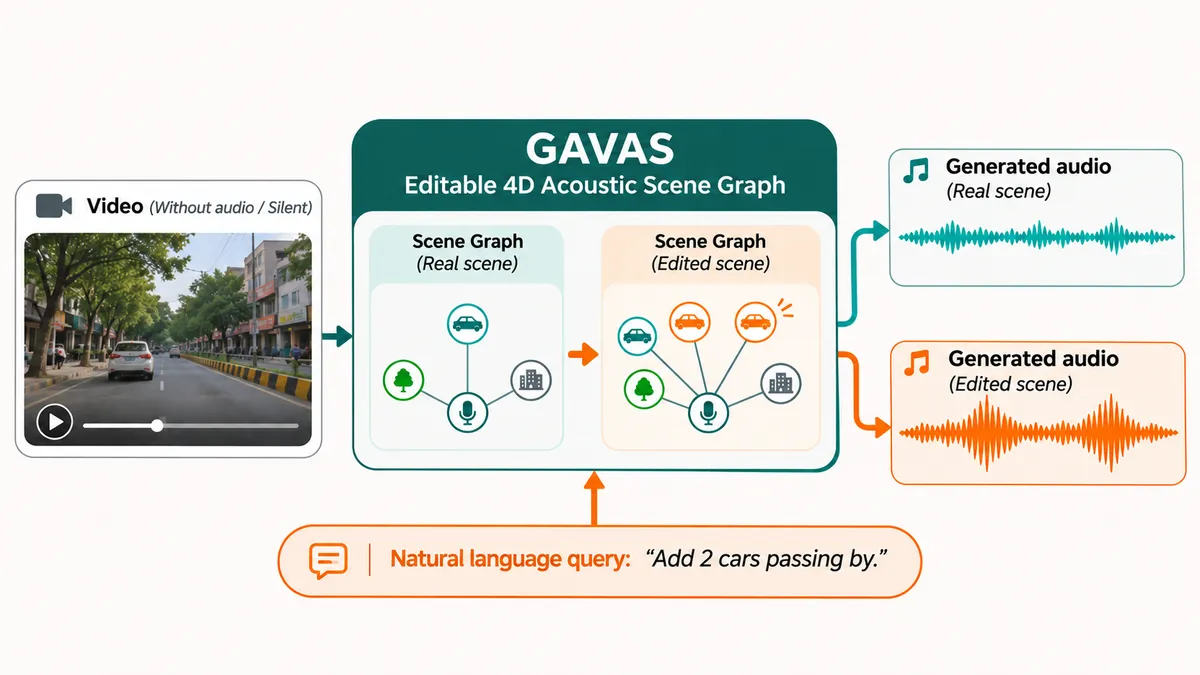 GAVAS
Editable 4D Acoustic Scene Graph
Video (Without audio / Silent)
Scene Graph
(Real scene)
Scene Graph
(Edited scene)
Generated audio
(Real scene)
Generated audio
(Edited scene)
Natural language query: “Add 2 cars passing by.”